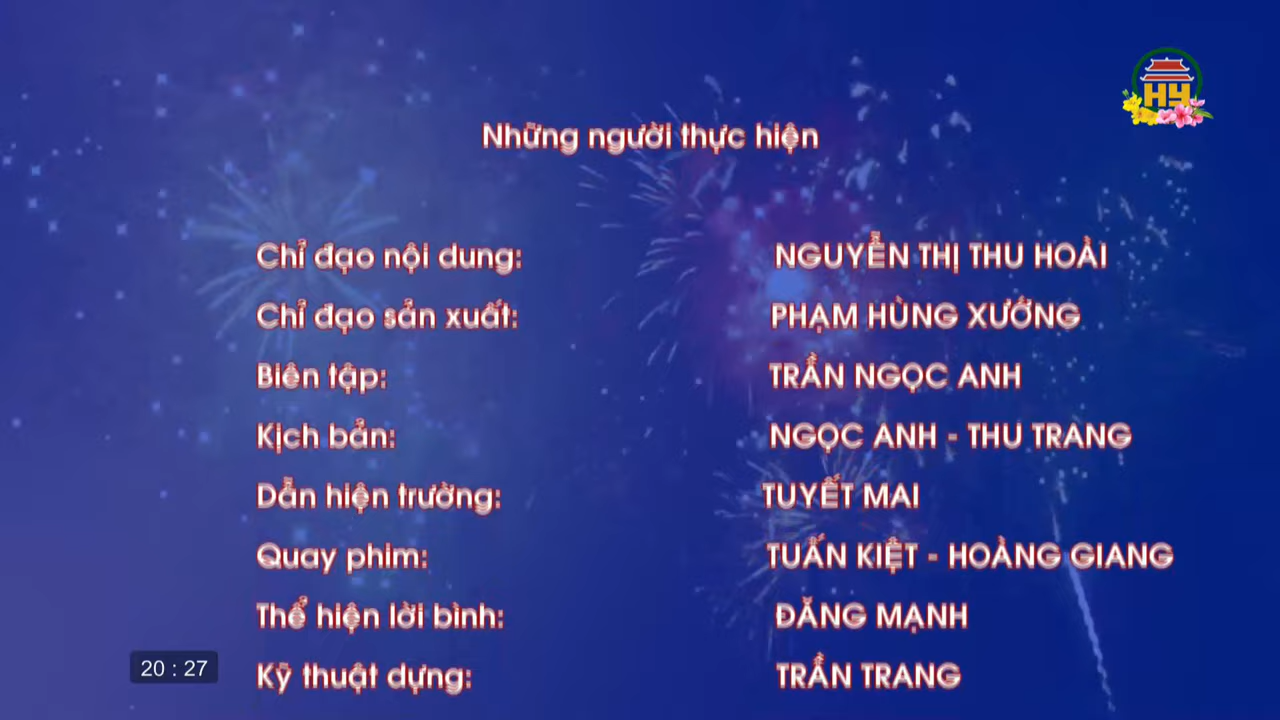 HY
Những người thực hiện
Chỉ đạo nội dung: NGUYỄN THỊ THU HOÀI
Chỉ đạo sản xuất: PHẠM HÙNG XƯỚNG
Biên tập: TRẦN NGỌC ANH
Kịch bản: NGỌC ANH - THU TRANG
Dẫn hiện trường: TUYẾT MAI
Quay phim: TUẤN KIỆT - HOÀNG GIANG
Thể hiện lời bình: ĐĂNG MẠNH
Kỹ thuật dựng: TRẦN TRANG
20 : 27